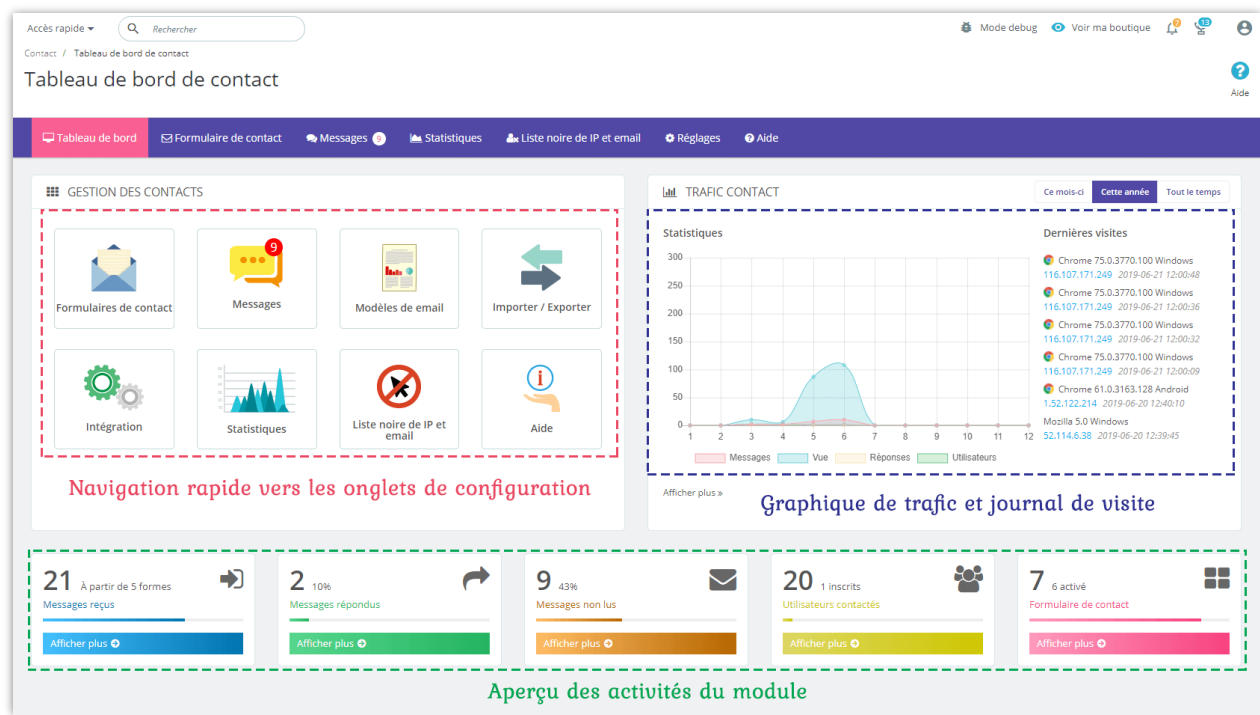 Accès rapide
Rechercher
Mode debug
Voir ma boutique
2
13
Contact / Tableau de bord de contact
Tableau de bord de contact
Aide
Tableau de bord
Formulaire de contact
Messages 9
Statistiques
Liste noire de IP et email
Réglages
Aide
GESTION DES CONTACTS
Formulaires de contact
9
Messages
Modèles de email
Importer / Exporter
Intégration
Statistiques
Liste noire de IP et
email
Aide
Navigation rapide vers les onglets de configuration
TRAFIC CONTACT
Ce mois-ci
Cette année
Tout le temps
Statistiques
300
250
200
150
100
50
0
1 2 3 4 5 6 7 8 9 10 11 12
Messages Vue Réponses Utilisateurs
Dernières visites
Chrome 75.0.3770.100 Windows
116.107.171.249 2019-06-21 12:00:48
Chrome 75.0.3770.100 Windows
116.107.171.249 2019-06-21 12:00:36
Chrome 75.0.3770.100 Windows
116.107.171.249 2019-06-21 12:00:32
Chrome 75.0.3770.100 Windows
116.107.171.249 2019-06-21 12:00:09
Chrome 61.0.3163.128 Android
1.52.122.214 2019-06-20 12:40:10
Mozilla 5.0 Windows
52.114.6.38 2019-06-20 12:39:45
Afficher plus »
Graphique de trafic et journal de visite
21 À partir de 5 formes
Messages reçus
Afficher plus
2 10%
Messages répondus
Afficher plus
9 43%
Messages non lus
Afficher plus
20 1 inscrits
Utilisateurs contactés
Afficher plus
7 6 activé
Formulaire de contact
Afficher plus
Aperçu des activités du module